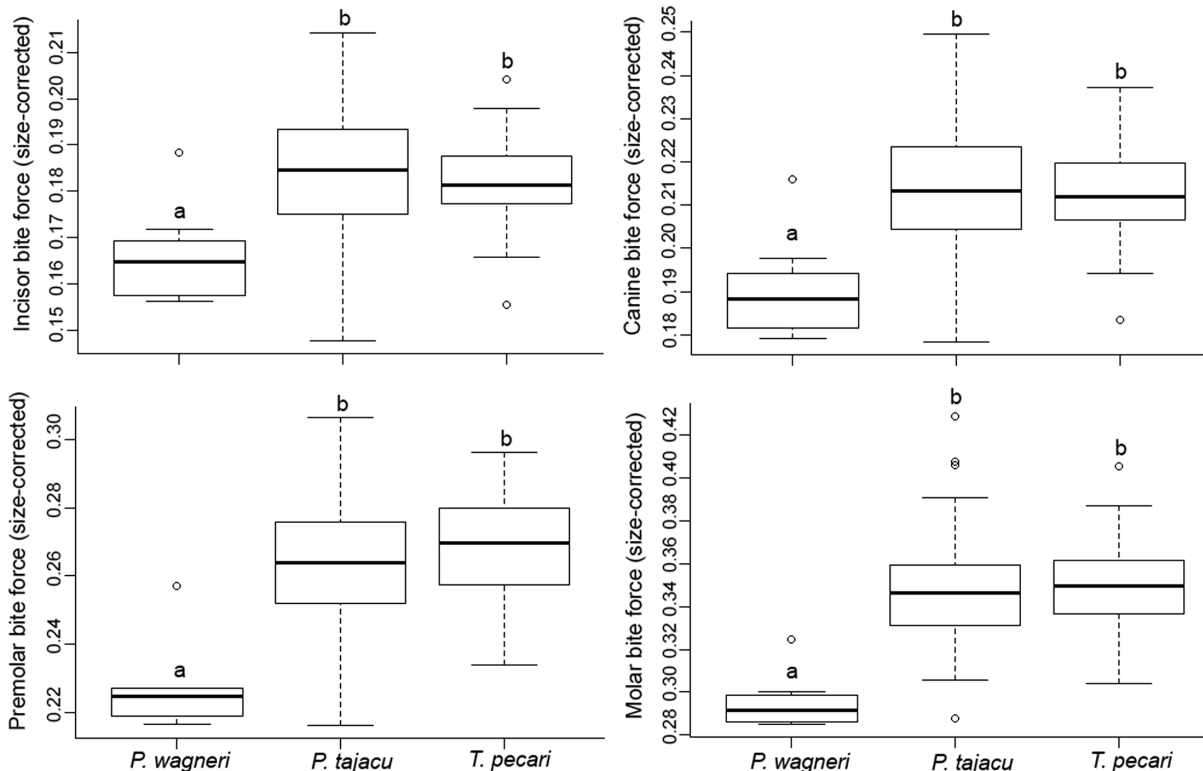 Incisor bite force (size-corrected)
0.21
0.20
0.19
0.18
0.17
0.16
0.15
a
b
b
Canine bite force (size-corrected)
0.25
0.24
0.23
0.22
0.21
0.20
0.19
0.18
a
b
b
Premolar bite force (size-corrected)
0.30
0.28
0.26
0.24
0.22
a
b
b
P. wagneri
P. tajacu
T. pecari
Molar bite force (size-corrected)
0.42
0.40
0.38
0.36
0.34
0.32
0.30
0.28
a
b
b
P. wagneri
P. tajacu
T. pecari